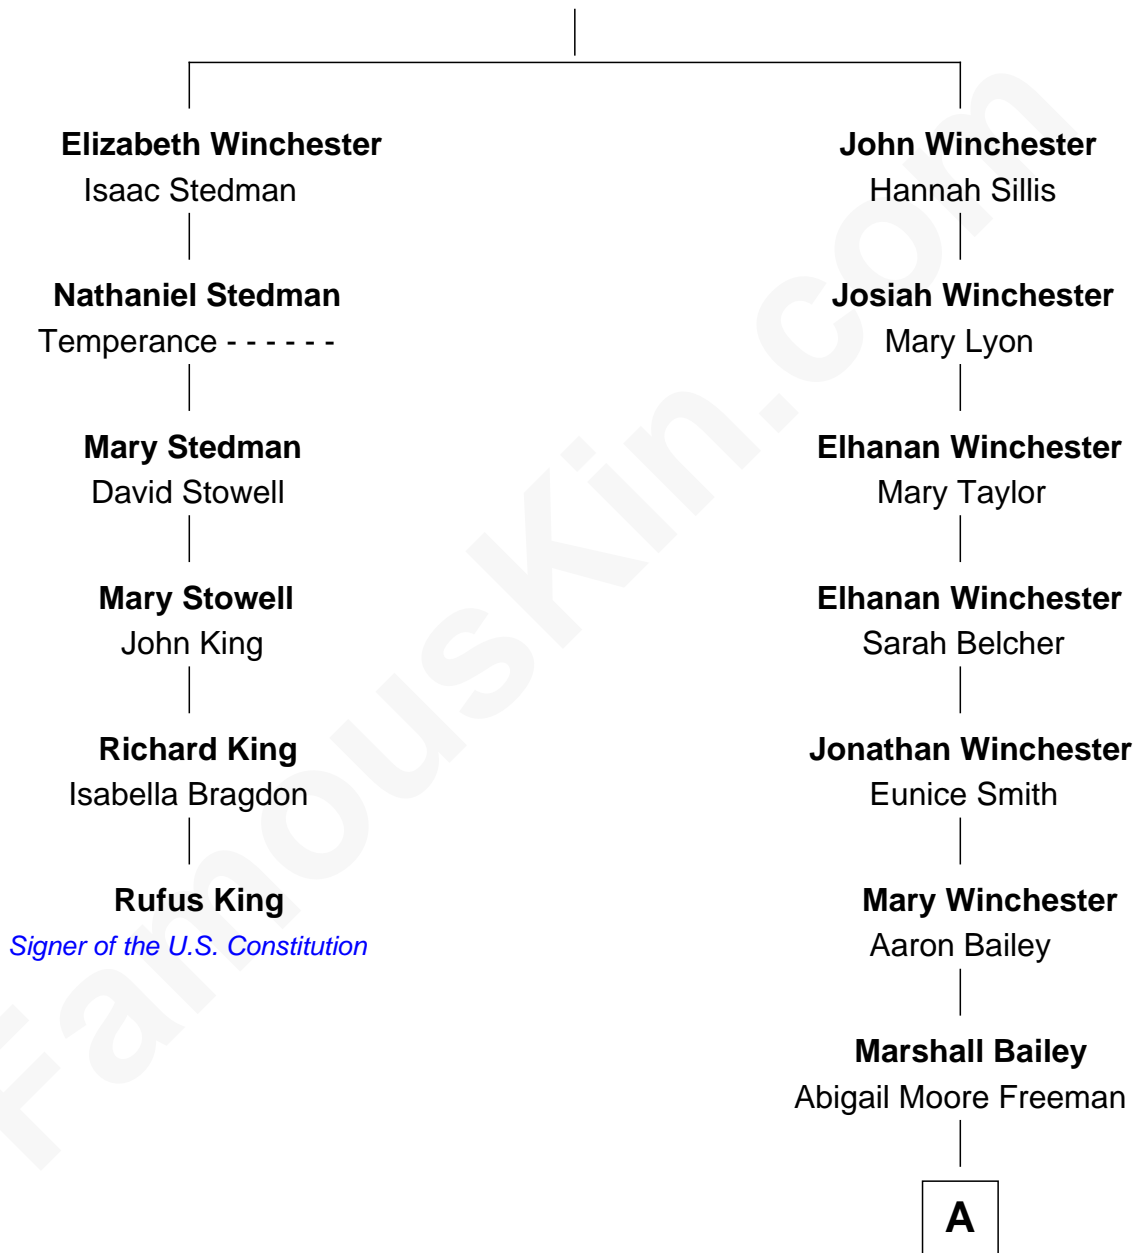 Elizabeth Winchester
Isaac Stedman
Nathaniel Stedman
Temperance - - - - - -
Mary Stedman
David Stowell
Mary Stowell
John King
Richard King
Isabella Bragdon
Rufus King
Signer of the U.S. Constitution
John Winchester
Hannah Sillis
Josiah Winchester
Mary Lyon
Elhanan Winchester
Mary Taylor
Elhanan Winchester
Sarah Belcher
Jonathan Winchester
Eunice Smith
Mary Winchester
Aaron Bailey
Marshall Bailey
Abigail Moore Freeman
A
FamousKin.com